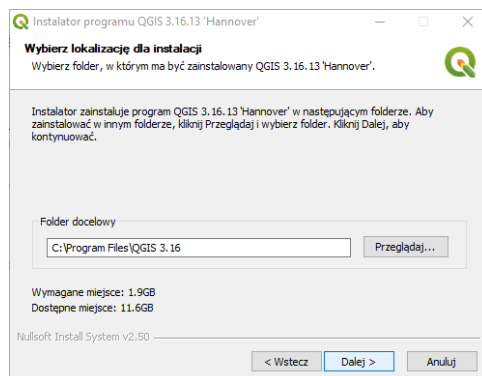 Instalator programu QGIS 3.16.13 'Hannover'
Wybierz lokalizację dla instalacji
Wybierz folder, w którym ma być zainstalowany QGIS 3.16.13 'Hannover'.
Instalator zainstaluje program QGIS 3.16.13 'Hannover' w następującym folderze. Aby
zainstalować w innym folderze, kliknij Przeglądaj i wybierz folder. Kliknij Dalej, aby
kontynuować.
Folder docelowy
C:\Program Files\QGIS 3.16
Przeglądaj...
Wymagane miejsce: 1.9GB
Dostępne miejsce: 11.6GB
Nullsoft Install System v2.50
< Wstecz Dalej > Anuluj